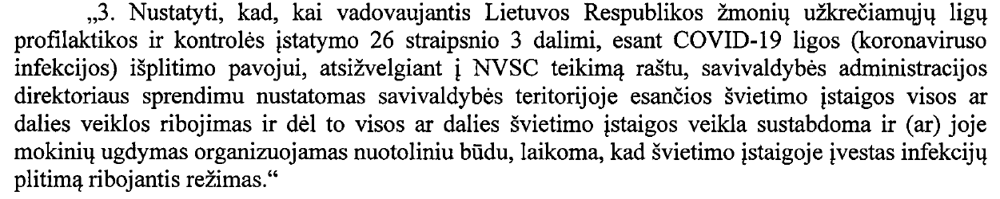 „3. Nustatyti, kad, kai vadovaujantis Lietuvos Respublikos žmonių užkrečiamųjų ligų
profilaktikos ir kontrolės įstatymo 26 straipsnio 3 dalimi, esant COVID-19 ligos (koronaviruso
infekcijos) išplitimo pavojui, atsižvelgiant į NVSC teikimą raštu, savivaldybės administracijos
direktoriaus sprendimu nustatomas savivaldybės teritorijoje esančios švietimo įstaigos visos ar
dalies veiklos ribojimas ir dėl to visos ar dalies švietimo įstaigos veikla sustabdoma ir (ar) joje
mokinių ugdymas organizuojamas nuotoliniu būdu, laikoma, kad švietimo įstaigoje įvestas infekcijų
plitimą ribojantis režimas.“